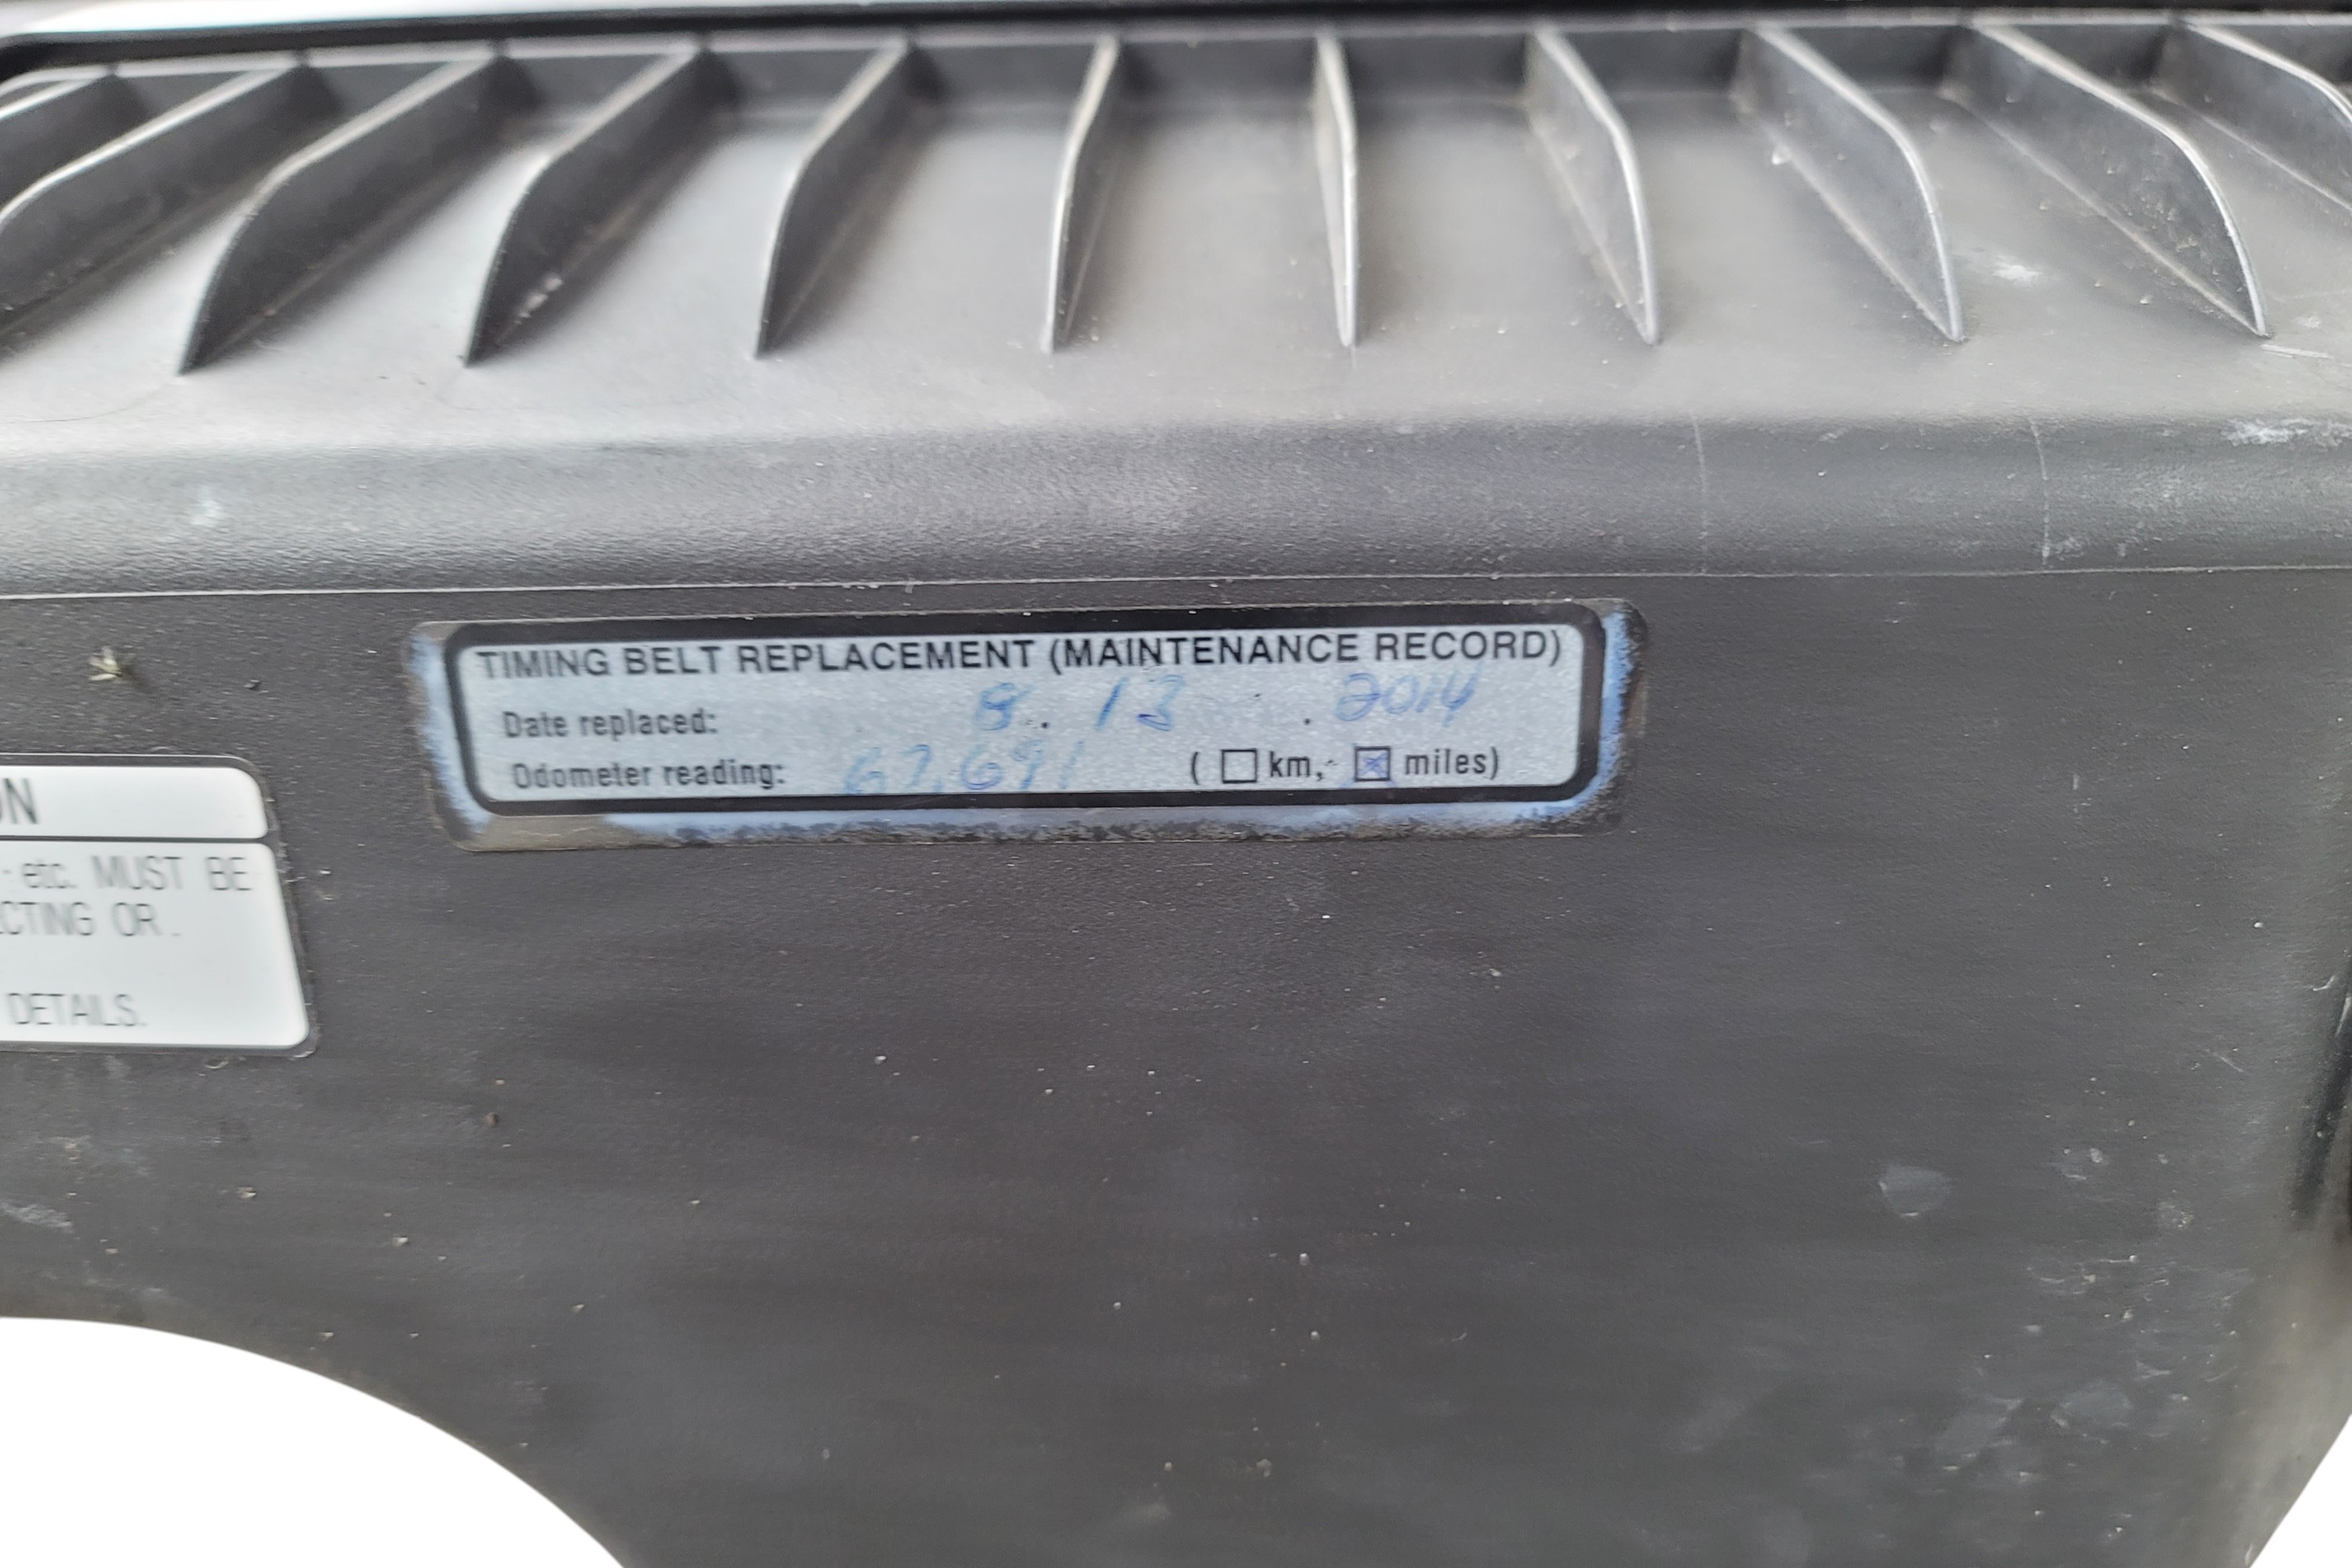 TIMING BELT REPLACEMENT (MAINTENANCE RECORD)
Date replaced: 8 . 13 . 2014
Odometer reading: 67,691 ( □ km, ☒ miles)
ON
etc. MUST BE
ECTING OR
DETAILS.